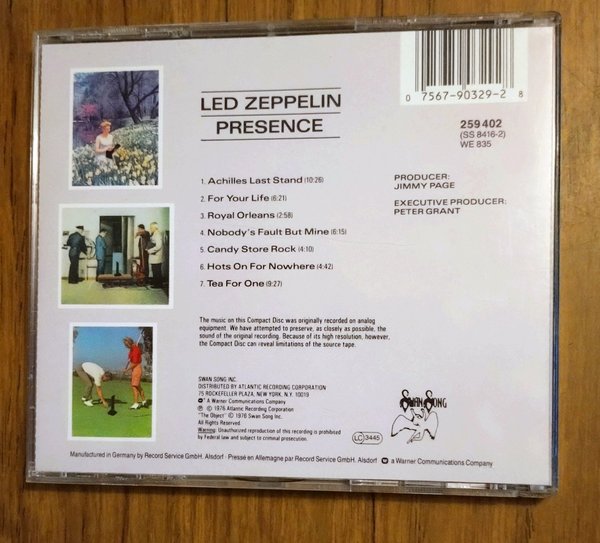 0 7567-90329-2 8
LED ZEPPELIN
PRESENCE
259 402
(SS 8416-2)
WE 835
1. Achilles Last Stand (10:26)
2. For Your Life (6:21)
3. Royal Orleans (2:58)
4. Nobody's Fault But Mine (6:15)
5. Candy Store Rock (4:10)
6. Hots On For Nowhere (4:42)
7. Tea For One (9:27)
PRODUCER:
JIMMY PAGE
EXECUTIVE PRODUCER:
PETER GRANT
The music on this Compact Disc was originally recorded on analog
equipment. We have attempted to preserve, as closely as possible, the
sound of the original recording. Because of its high resolution, however,
the Compact Disc can reveal limitations of the source tape.
SWAN SONG INC.
DISTRIBUTED BY ATLANTIC RECORDING CORPORATION
75 ROCKEFELLER PLAZA, NEW YORK, N.Y. 10019
A Warner Communications Company
℗ © 1976 Atlantic Recording Corporation
"The Object" © 1976 Swan Song Inc.
All Rights Reserved.
Warning: Unauthorized reproduction of this recording is prohibited
by Federal law and subject to criminal prosecution.
LC 3445
SWAN SONG
Manufactured in Germany by Record Service GmbH. Alsdorf · Pressé en Allemagne par Record Service GmbH. Alsdorf a Warner Communications Company